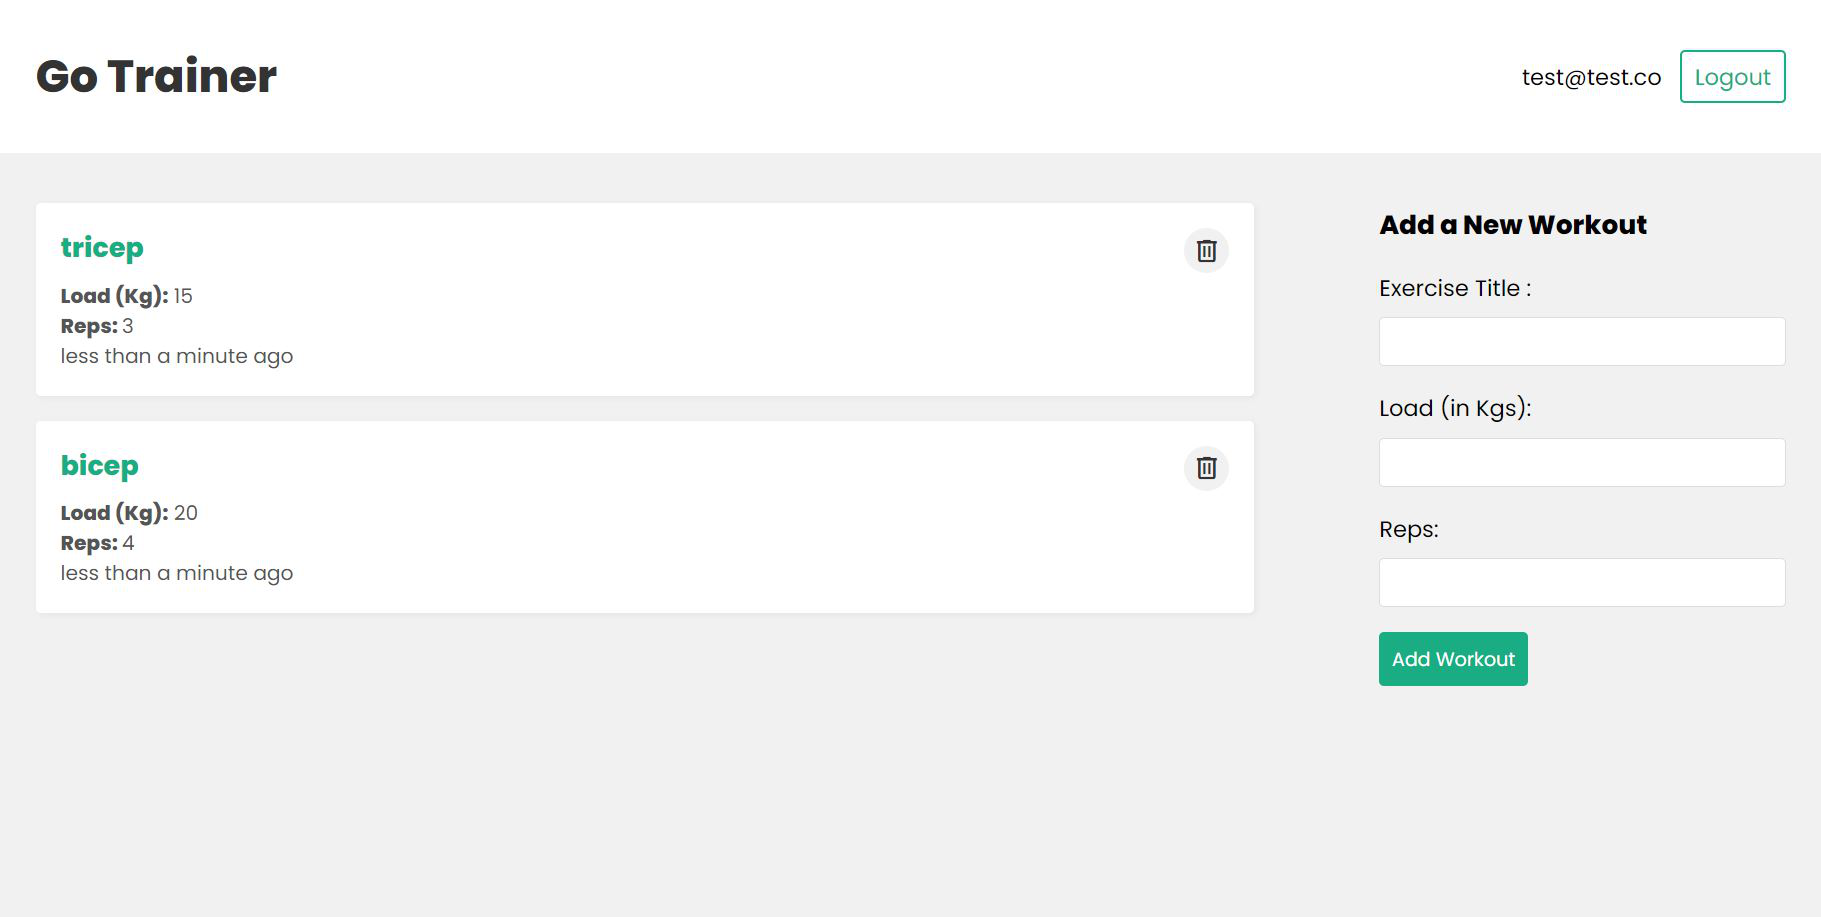 Go Trainer
test@test.co
Logout
tricep
Load (Kg): 15
Reps: 3
less than a minute ago
bicep
Load (Kg): 20
Reps: 4
less than a minute ago
Add a New Workout
Exercise Title :
Load (in Kgs):
Reps:
Add Workout